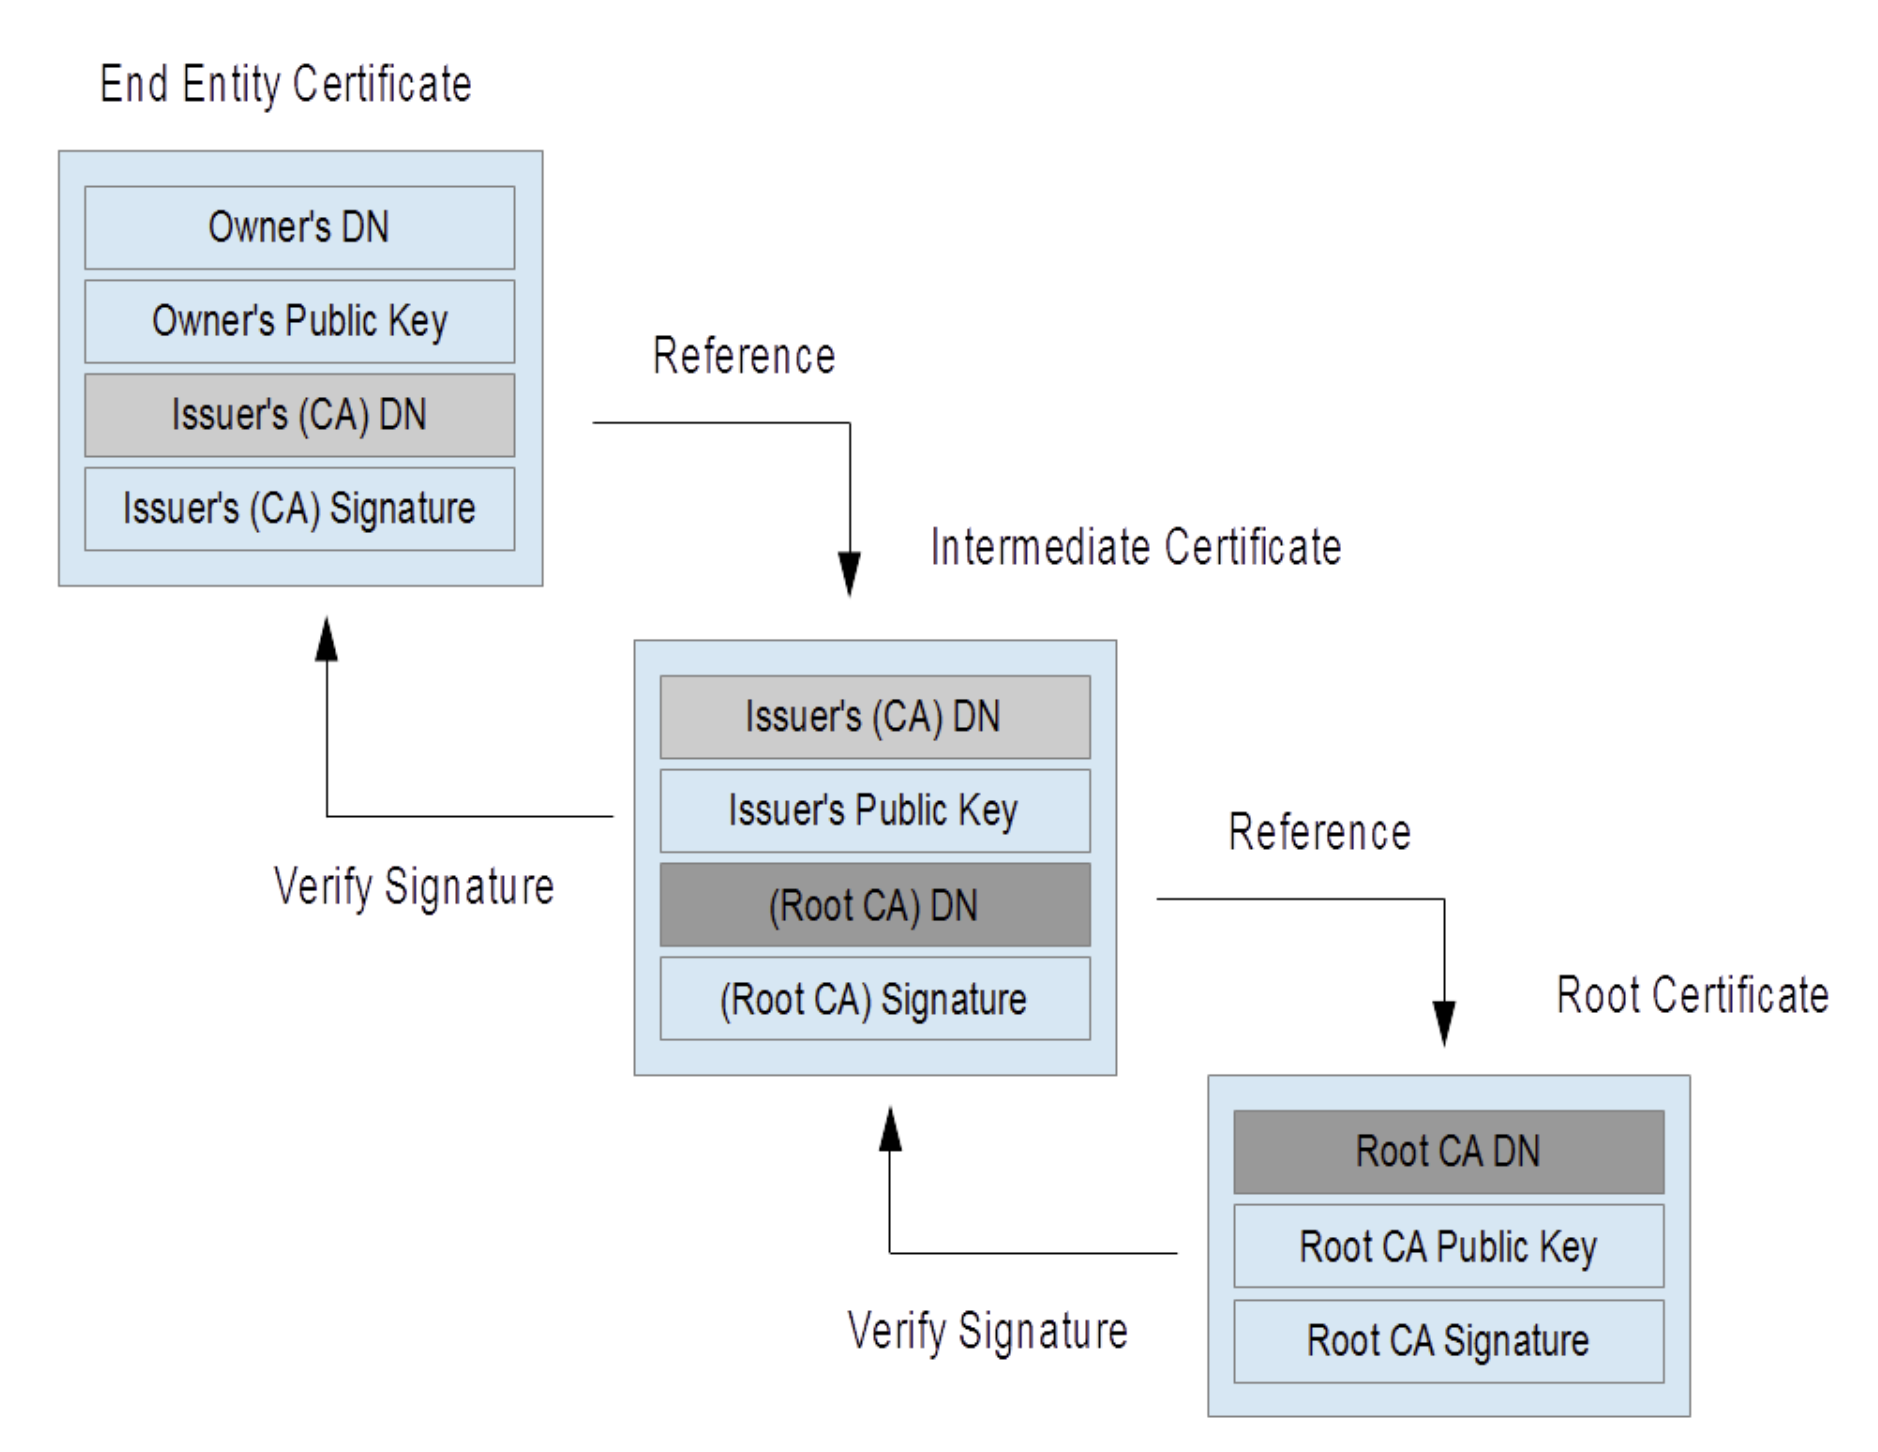 End Entity Certificate
Owner's DN
Owner's Public Key
Issuer's (CA) DN
Issuer's (CA) Signature
Reference
Verify Signature
Intermediate Certificate
Issuer's (CA) DN
Issuer's Public Key
(Root CA) DN
(Root CA) Signature
Reference
Verify Signature
Root Certificate
Root CA DN
Root CA Public Key
Root CA Signature